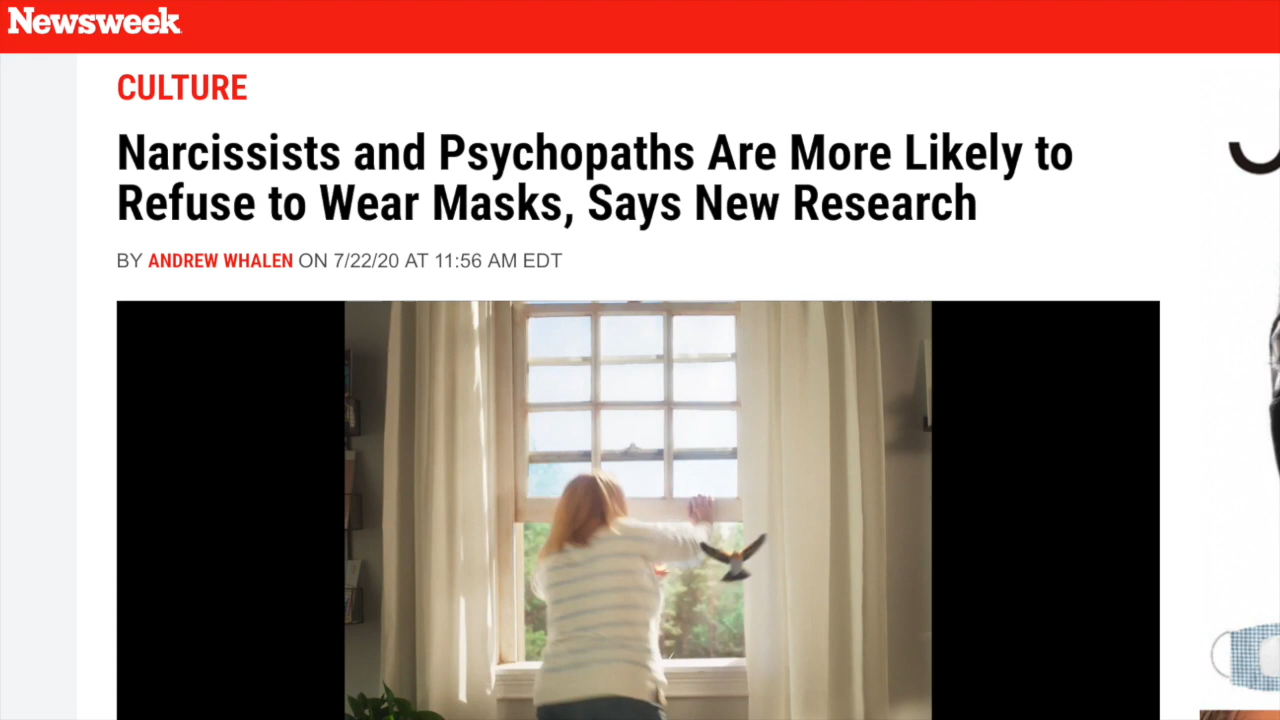 Newsweek
CULTURE
Narcissists and Psychopaths Are More Likely to
Refuse to Wear Masks, Says New Research
BY ANDREW WHALEN ON 7/22/20 AT 11:56 AM EDT